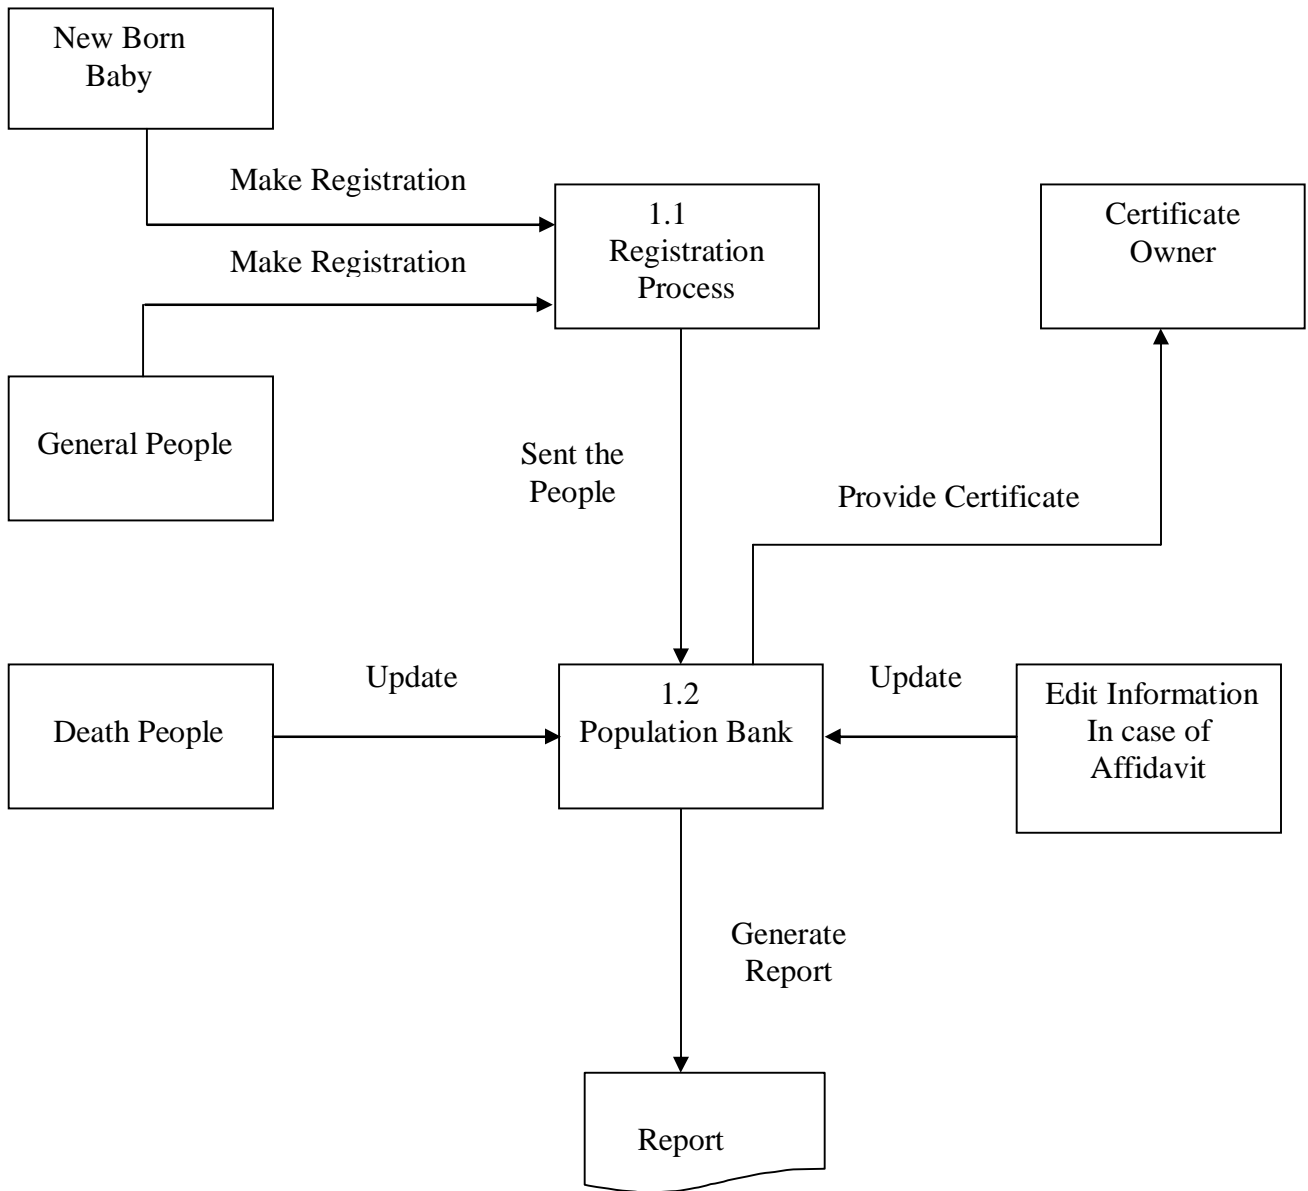 New Born
Baby
Make Registration
1.1
Registration
Process
Certificate
Owner
Make Registration
General People
Sent the
People
Provide Certificate
Death People
Update
1.2
Population Bank
Update
Edit Information
In case of
Affidavit
Generate
Report
Report